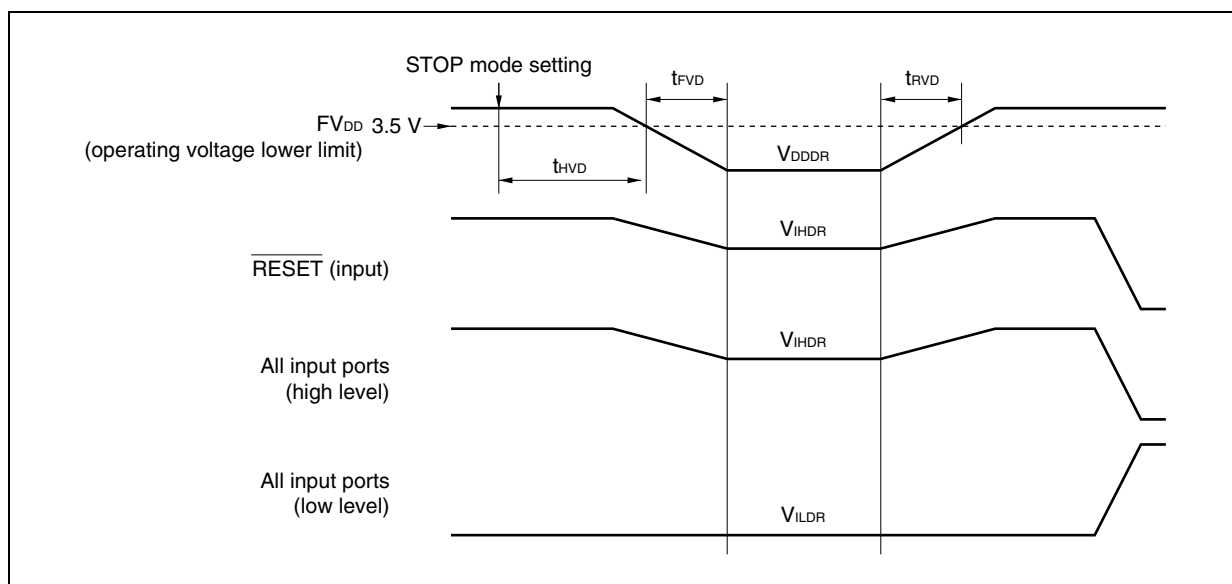 STOP mode setting
tFVD
tRVD
FVDD 3.5 V
(operating voltage lower limit)
VDDDR
tHVD
VIHDR
RESET (input)
VIHDR
All input ports
(high level)
All input ports
(low level)
VILDR